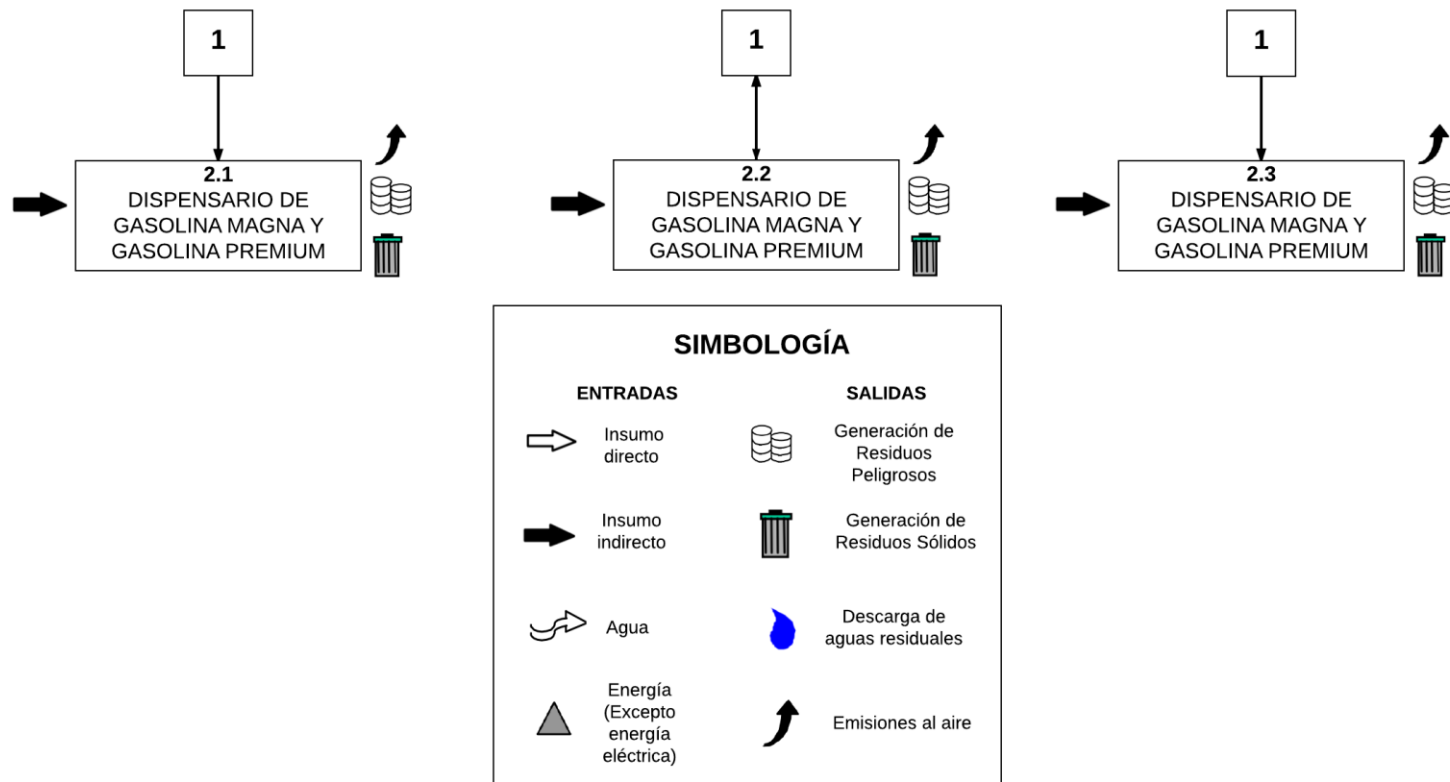 1
1
1
2.1
DISPENSARIO DE
GASOLINA MAGNA Y
GASOLINA PREMIUM
2.2
DISPENSARIO DE
GASOLINA MAGNA Y
GASOLINA PREMIUM
2.3
DISPENSARIO DE
GASOLINA MAGNA Y
GASOLINA PREMIUM
SIMBOLOGÍA
ENTRADAS
SALIDAS
Insumo
directo
Generación de
Residuos
Peligrosos
Insumo
indirecto
Generación de
Residuos Sólidos
Agua
Descarga de
aguas residuales
Energía
(Excepto
energía
eléctrica)
Emisiones al aire